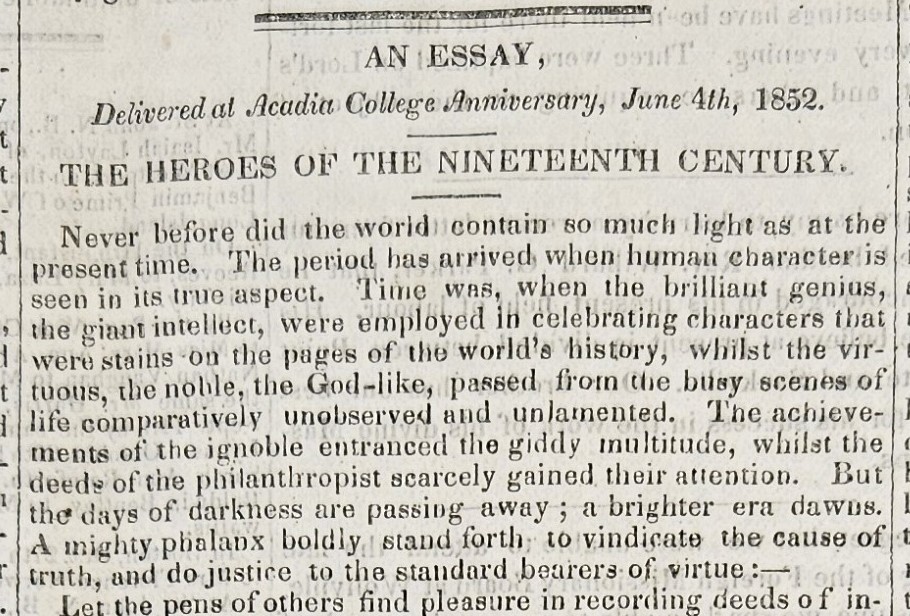 AN ESSAY,
Delivered at Acadia College Anniversary, June 4th, 1852.
THE HEROES OF THE NINETEENTH CENTURY.
Never before did the world contain so much light as at the
present time. The period has arrived when human character is
seen in its true aspect. Time was, when the brilliant genius,
the giant intellect, were employed in celebrating characters that
were stains on the pages of the world's history, whilst the vir-
tuous, the noble, the God-like, passed from the busy scenes of
life comparatively unobserved and unlamented. The achieve-
ments of the ignoble entranced the giddy multitude, whilst the
deeds of the philanthropist scarcely gained their attention. But
the days of darkness are passing away; a brighter era dawns.
A mighty phalanx boldly stand forth to vindicate the cause of
truth, and do justice to the standard bearers of virtue:—
Let the pens of others find pleasure in recording deeds of in-